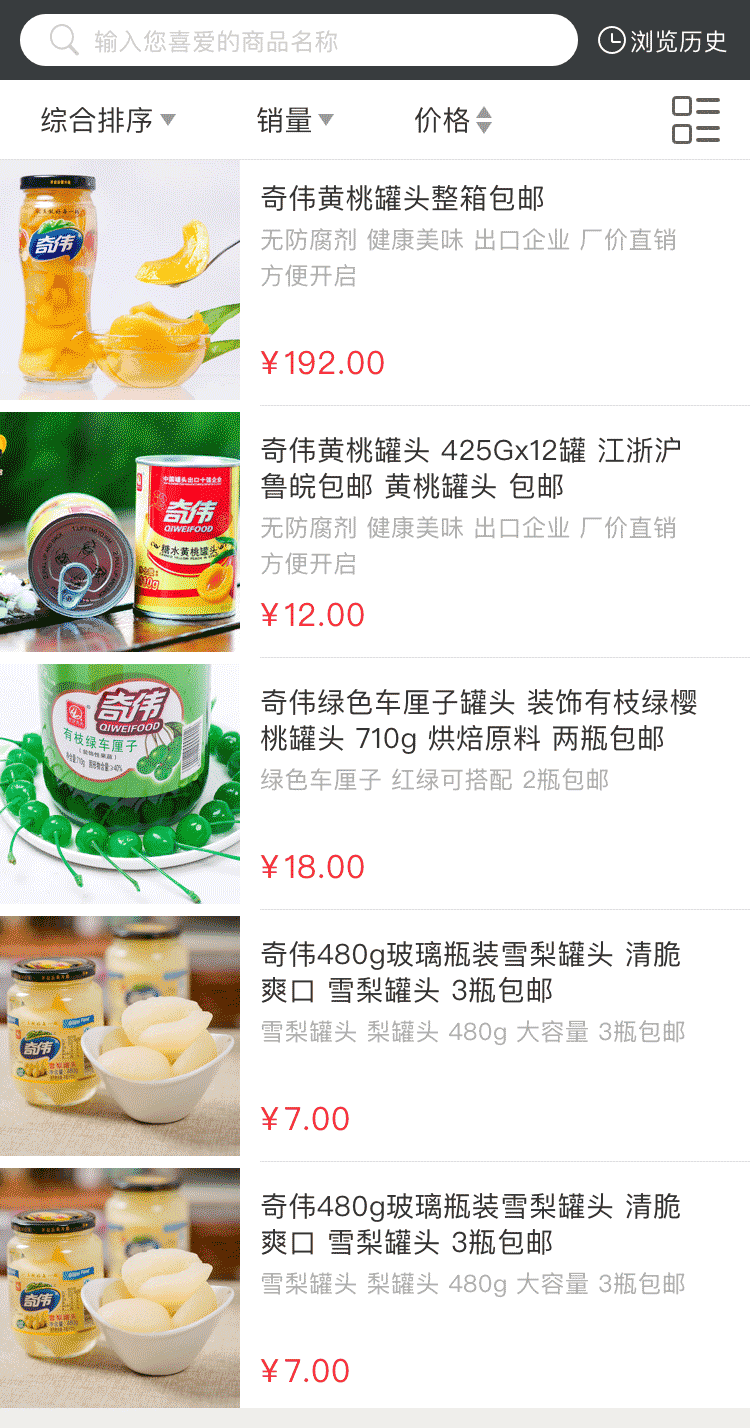 输入您喜爱的商品名称
浏览历史
综合排序
销量
价格
奇伟
奇伟黄桃罐头整箱包邮
无防腐剂 健康美味 出口企业 厂价直销
方便开启
¥192.00
中国罐头出口十强企业
奇伟
QIWEIFOOD
糖水黄桃罐头
奇伟黄桃罐头 425Gx12罐 江浙沪
鲁皖包邮 黄桃罐头 包邮
无防腐剂 健康美味 出口企业 厂价直销
方便开启
¥12.00
奇伟
QIWEIFOOD
有枝绿车厘子
奇伟绿色车厘子罐头 装饰有枝绿樱
桃罐头 710g 烘焙原料 两瓶包邮
绿色车厘子 红绿可搭配 2瓶包邮
¥18.00
奇伟
奇伟480g玻璃瓶装雪梨罐头 清脆
爽口 雪梨罐头 3瓶包邮
雪梨罐头 梨罐头 480g 大容量 3瓶包邮
¥7.00
奇伟
奇伟480g玻璃瓶装雪梨罐头 清脆
爽口 雪梨罐头 3瓶包邮
雪梨罐头 梨罐头 480g 大容量 3瓶包邮
¥7.00